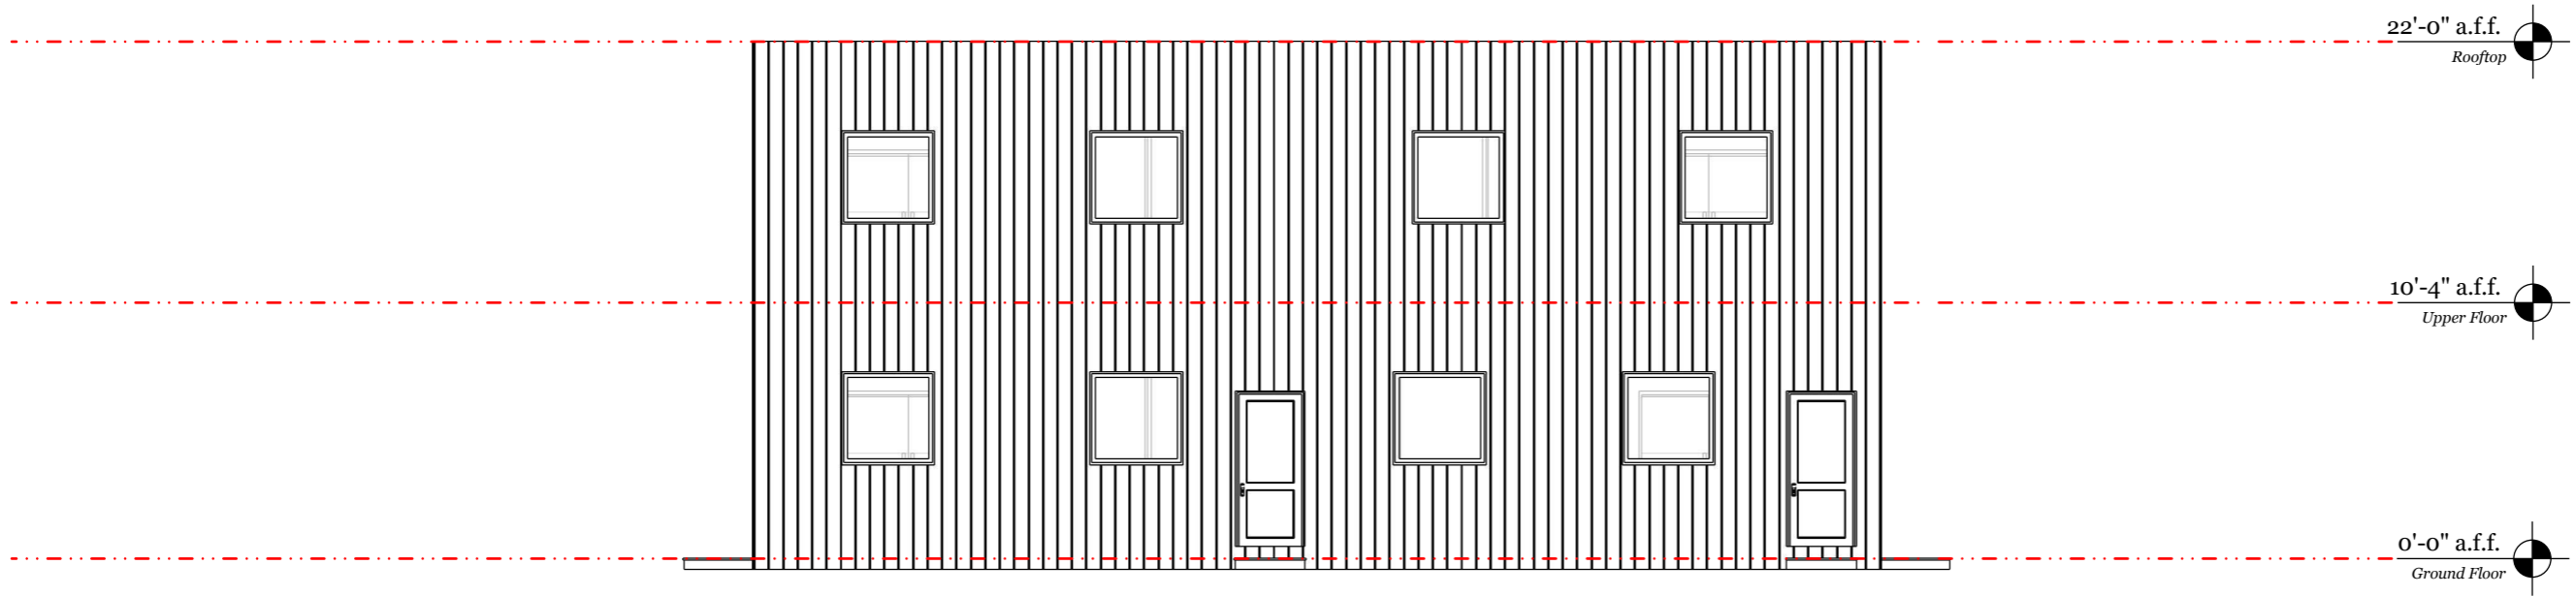 22'-0" a.f.f.
Rooftop
10'-4" a.f.f.
Upper Floor
0'-0" a.f.f.
Ground Floor